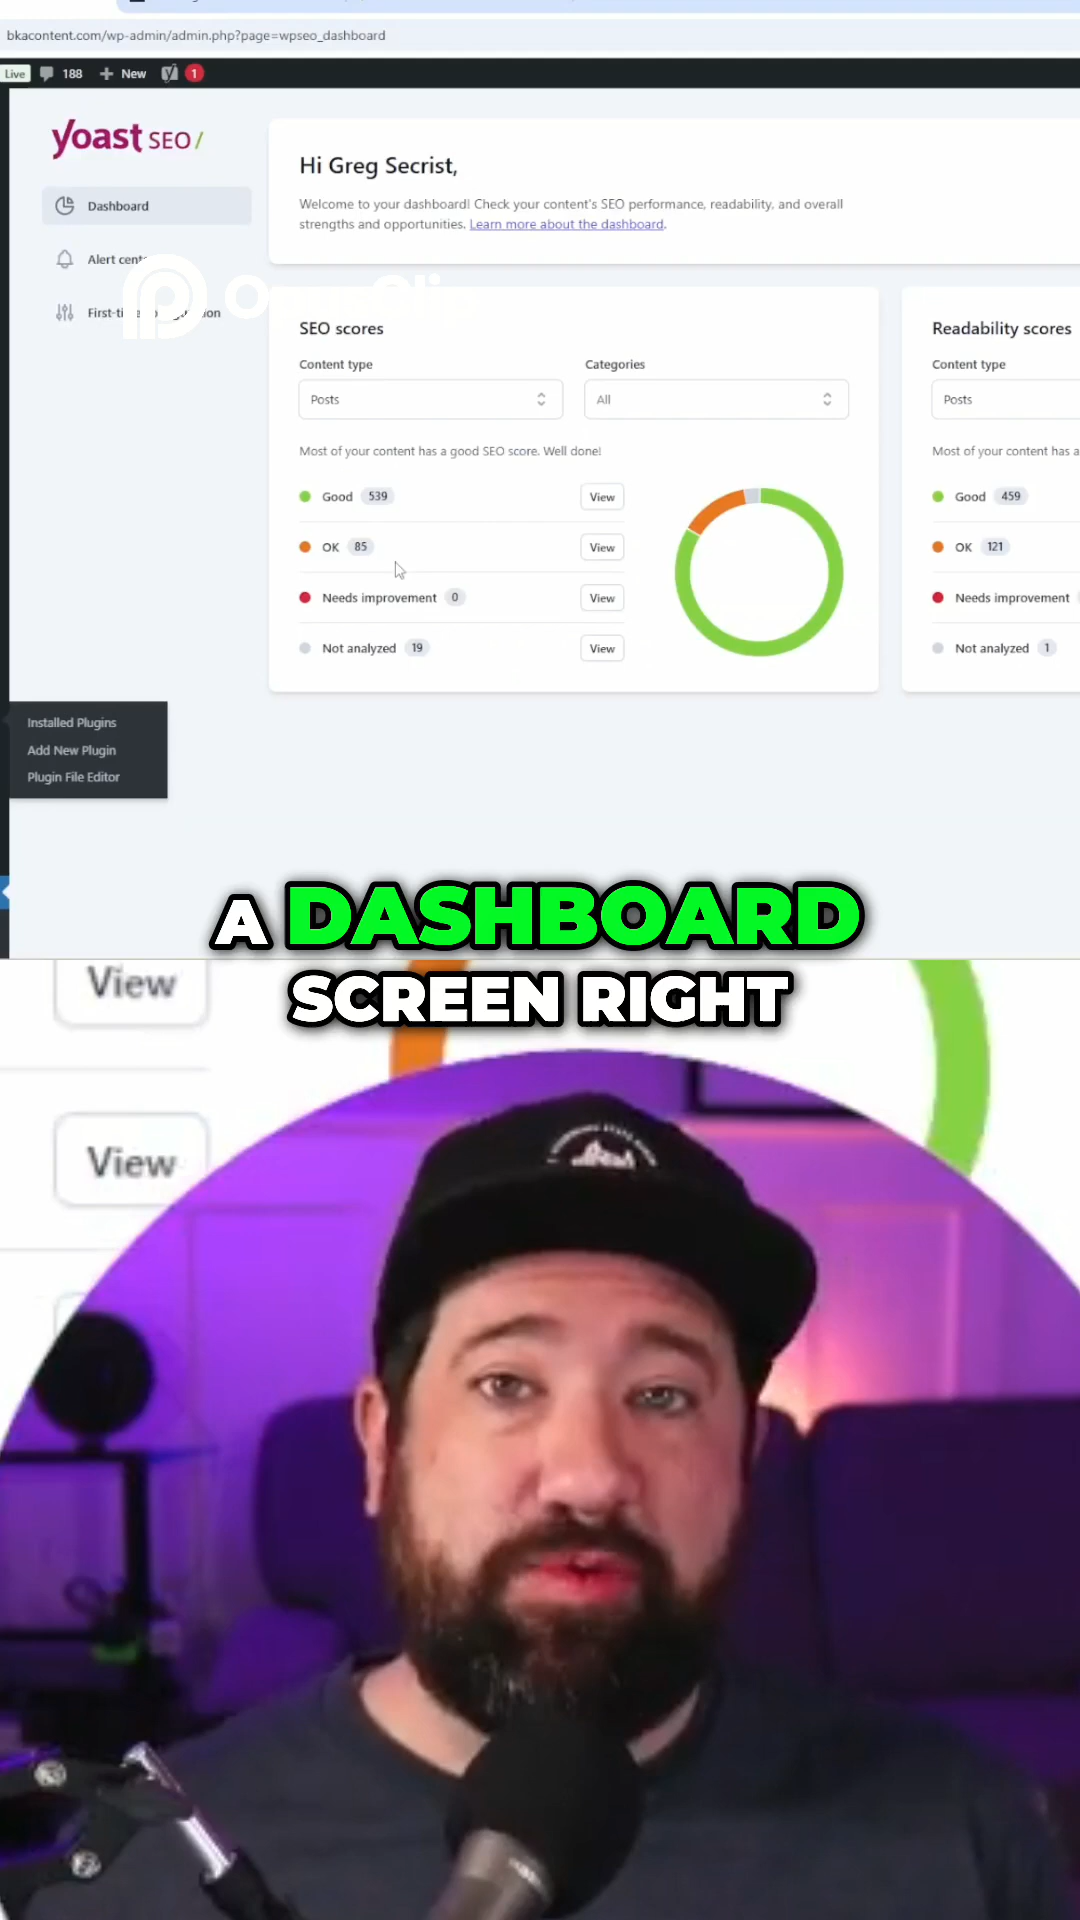 bkacontent.com/wp-admin/admin.php?page=wpseo_dashboard
Live 188 + New 1
yoast SEO/
Dashboard
Alert cent
First-ti
ion
OpusClip
Hi Greg Secrist,
Welcome to your dashboard! Check your content's SEO performance, readability, and overall
strengths and opportunities. Learn more about the dashboard.
SEO scores
Content type
Categories
Posts
All
Most of your content has a good SEO score. Well done!
Good 539 View
OK 85 View
Needs improvement 0 View
Not analyzed 19 View
Readability scores
Content type
Posts
Most of your content has a
Good 459
OK 121
Needs improvement
Not analyzed 1
Installed Plugins
Add New Plugin
Plugin File Editor
A DASHBOARD
SCREEN RIGHT
View
View